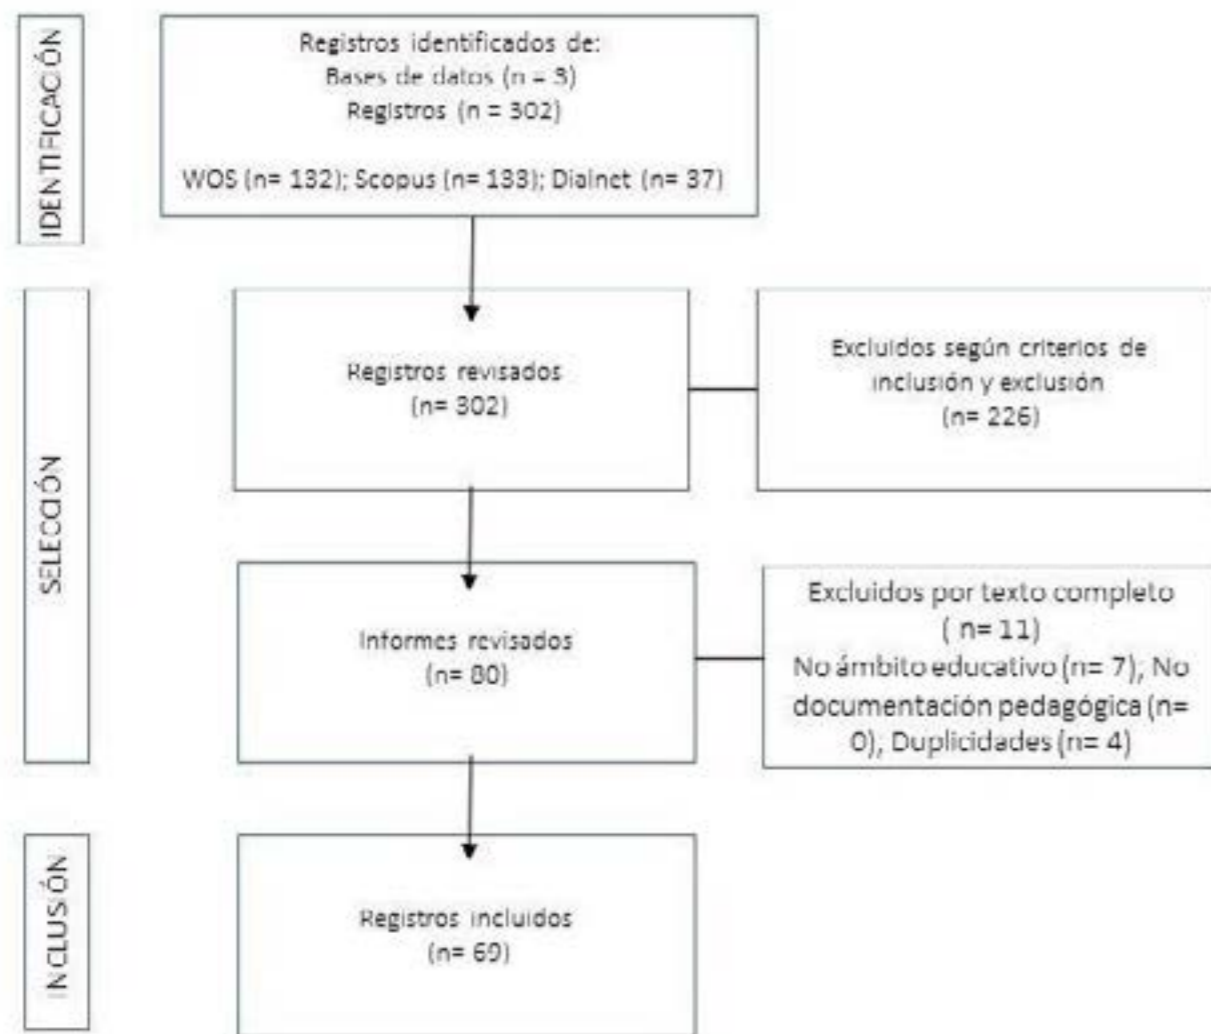 IDENTIFICACIÓN
Registros identificados de:
Bases de datos (n = 3)
Registros (n = 302)
WOS (n= 132); Scopus (n= 133); Dialnet (n= 37)
SELECCIÓN
Registros revisados
(n= 302)
Excluidos según criterios de
inclusión y exclusión
(n= 226)
Informes revisados
(n= 80)
Excluidos por texto completo
( n= 11)
No ámbito educativo (n= 7); No
documentación pedagógica (n=
0), Duplicidades (n= 4)
INCLUSIÓN
Registros incluidos
(n= 69)